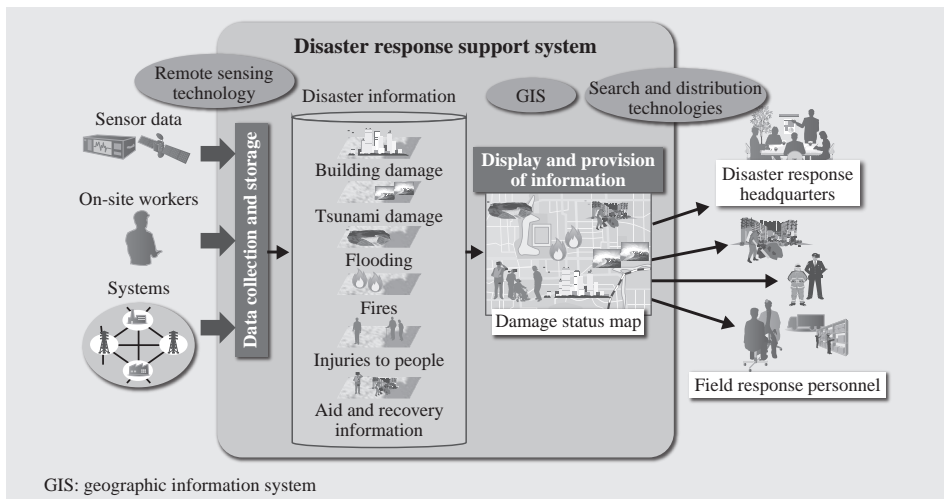 Disaster response support system
Remote sensing
technology
Disaster information
GIS
Search and distribution
technologies
Sensor data
On-site workers
Systems
Data collection and storage
Building damage
Tsunami damage
Flooding
Fires
Injuries to people
Aid and recovery
information
Display and provision
of information
Damage status map
Disaster response
headquarters
Field response personnel
GIS: geographic information system